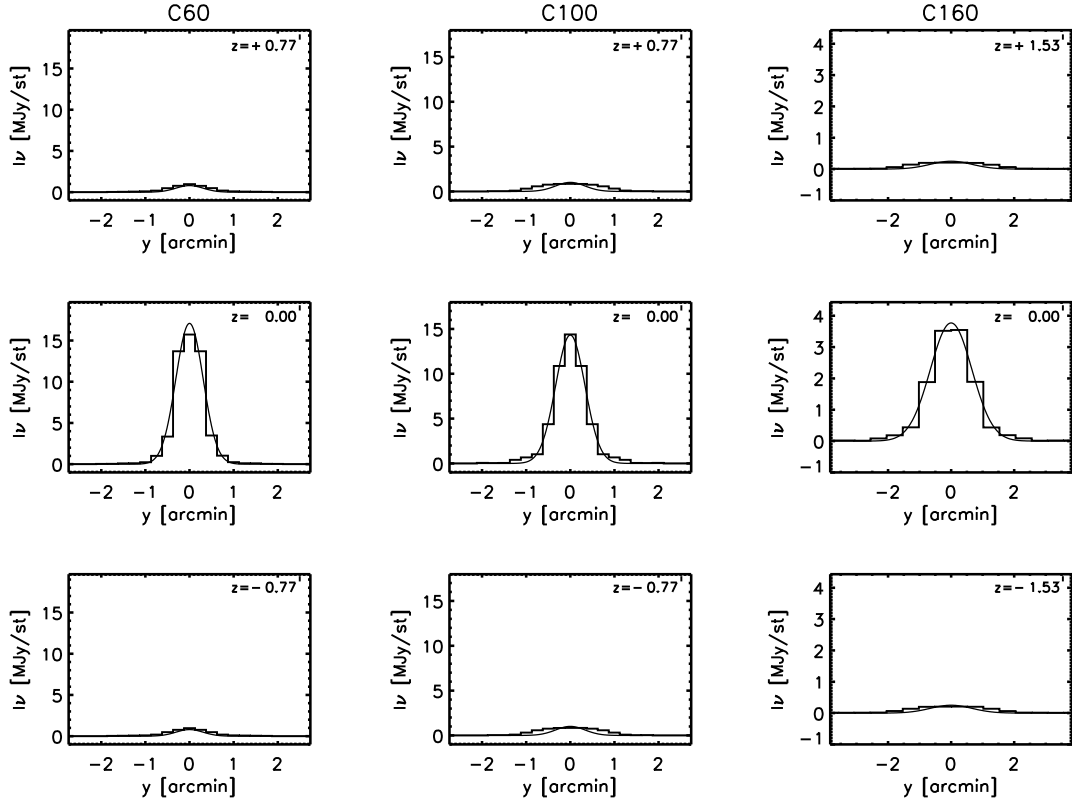 C60 C100 C160
z=+ 0.77' z=+ 0.77' z=+ 1.53'
Iν [MJy/st] Iν [MJy/st] Iν [MJy/st]
15 15 4
10 10 3
5 5 2
0 0 1
0
−1
−2 −1 0 1 2 −2 −1 0 1 2 −2 0 2
y [arcmin] y [arcmin] y [arcmin]
z= 0.00' z= 0.00' z= 0.00'
Iν [MJy/st] Iν [MJy/st] Iν [MJy/st]
15 15 4
10 10 3
5 5 2
0 0 1
0
−1
−2 −1 0 1 2 −2 −1 0 1 2 −2 0 2
y [arcmin] y [arcmin] y [arcmin]
z=− 0.77' z=− 0.77' z=− 1.53'
Iν [MJy/st] Iν [MJy/st] Iν [MJy/st]
15 15 4
10 10 3
5 5 2
0 0 1
0
−1
−2 −1 0 1 2 −2 −1 0 1 2 −2 0 2
y [arcmin] y [arcmin] y [arcmin]